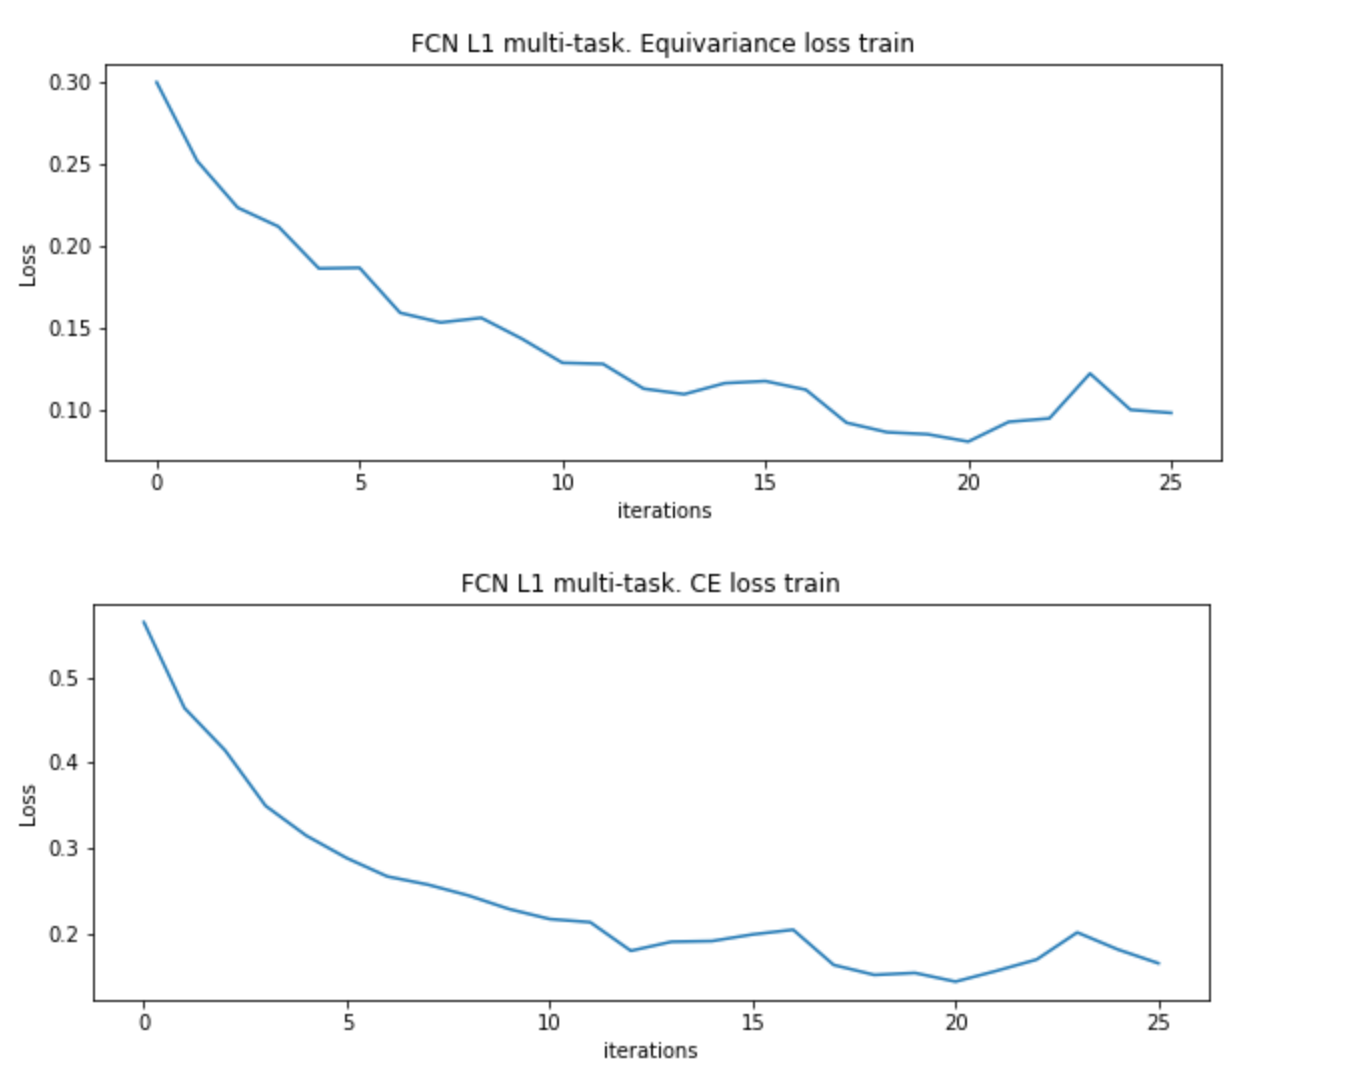 FCN L1 multi-task. Equivariance loss train
0.30
0.25
0.20
0.15
0.10
Loss
0 5 10 15 20 25
iterations
FCN L1 multi-task. CE loss train
0.5
0.4
0.3
0.2
Loss
0 5 10 15 20 25
iterations